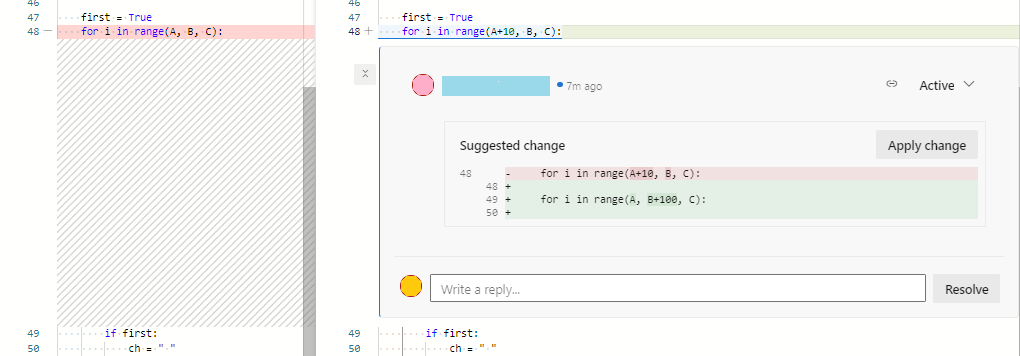 46
47 first = True
48 — for i in range(A, B, C):
49 if first:
50 ch = " "
46
47 first = True
48 + for i in range(A+10, B, C):
7m ago
Active
Suggested change
Apply change
48 - for i in range(A+10, B, C):
48 +
49 + for i in range(A, B+100, C):
50 +
Write a reply...
Resolve
49 if first:
50 ch = " "